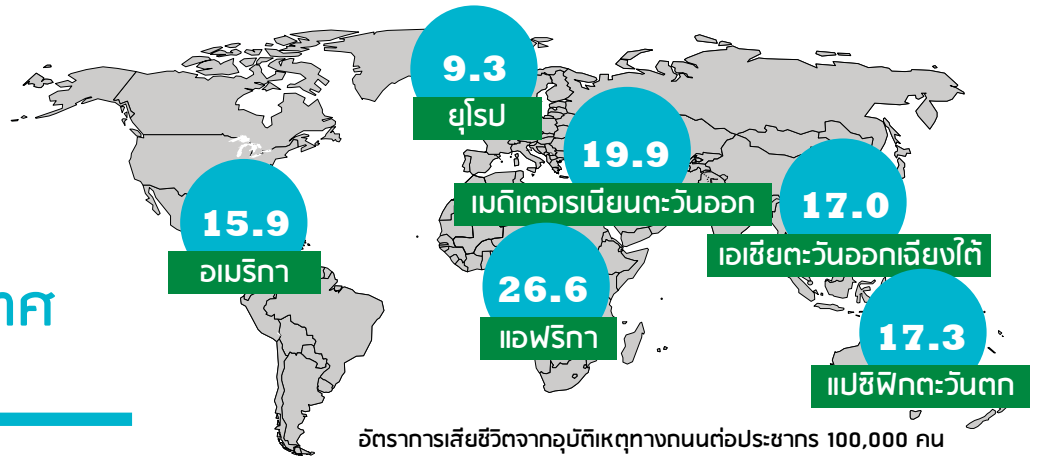 9.3
ยุโรป
19.9
เมดิเตอเรเนียนตะวันออก
17.0
เอเชียตะวันออกเฉียงใต้
15.9
อเมริกา
26.6
แอฟริกา
17.3
แปซิฟิกตะวันตก
อัตราการเสียชีวิตจากอุบัติเหตุทางถนนต่อประชากร 100,000 คน